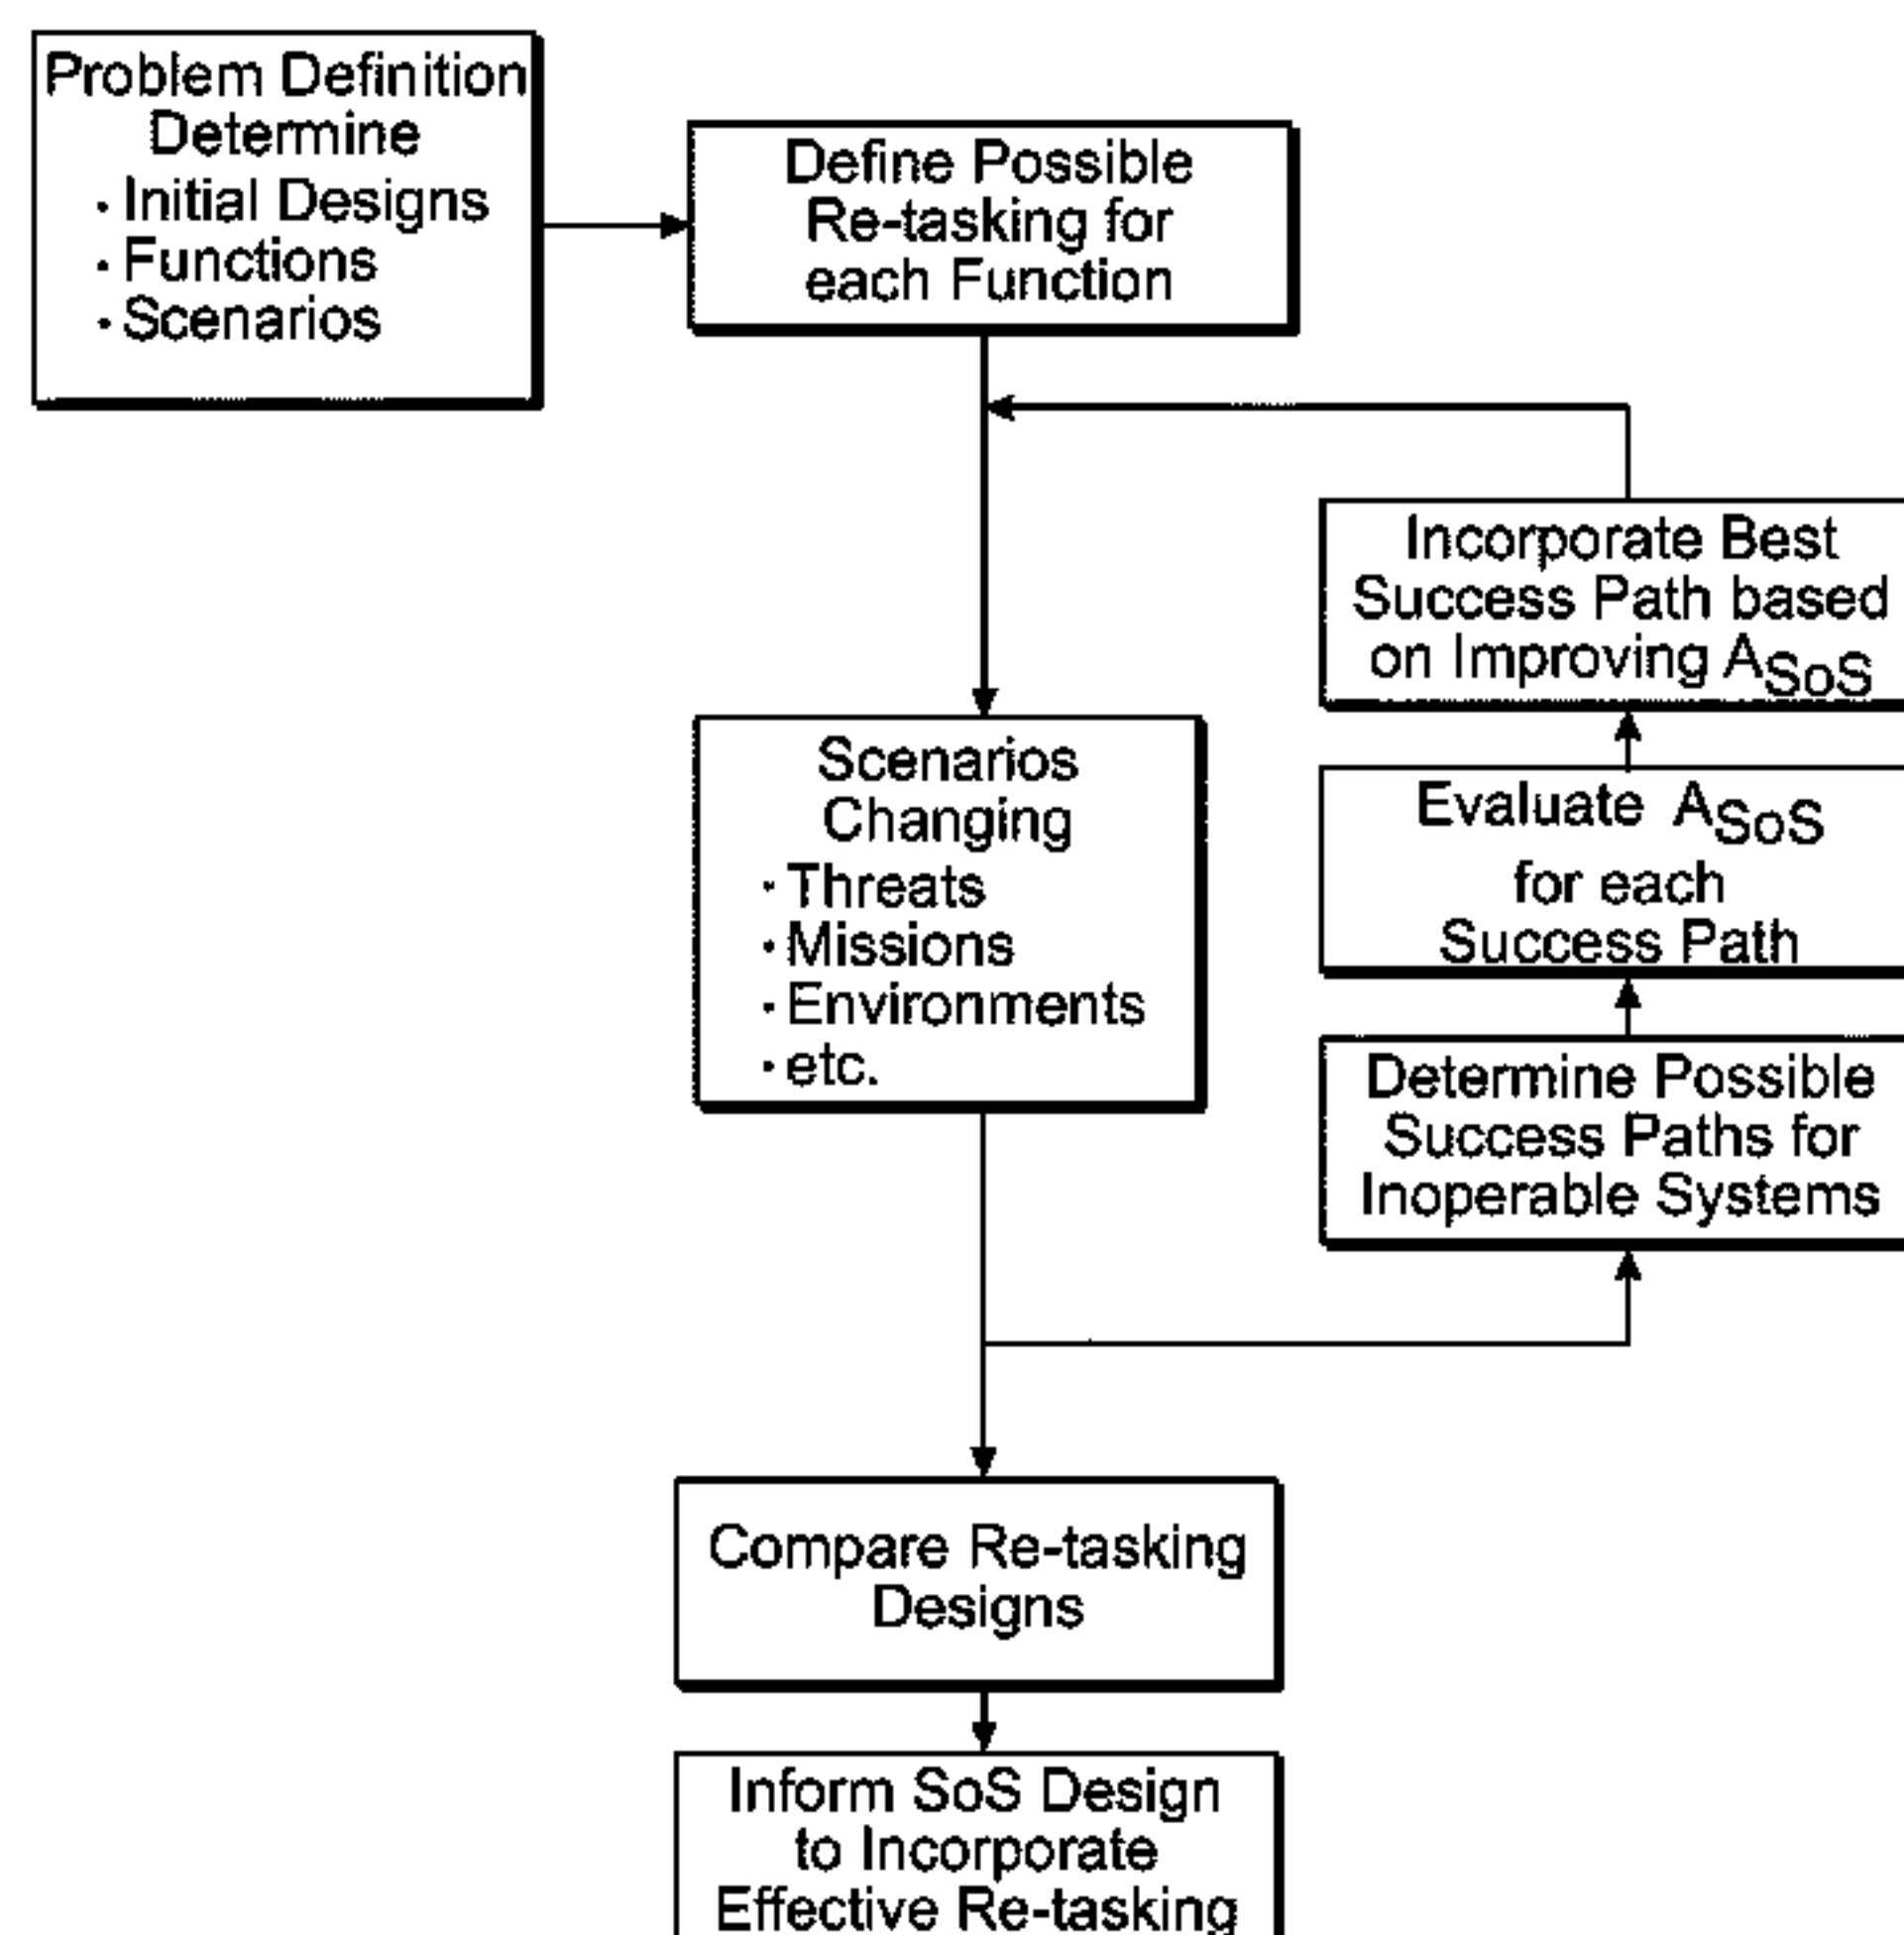 Problem Definition
Determine
· Initial Designs
· Functions
· Scenarios
Define Possible
Re-tasking for
each Function
Incorporate Best
Success Path based
on Improving ASoS
Scenarios
Changing
· Threats
· Missions
· Environments
· etc.
Evaluate ASoS
for each
Success Path
Determine Possible
Success Paths for
Inoperable Systems
Compare Re-tasking
Designs
Inform SoS Design
to Incorporate
Effective Re-tasking